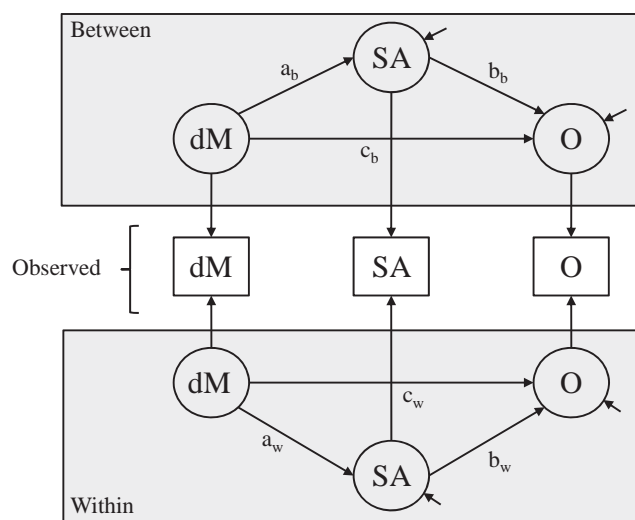 Between
SA
a_b
b_b
dM
O
c_b
Observed
dM
SA
O
dM
O
c_w
a_w
b_w
SA
Within